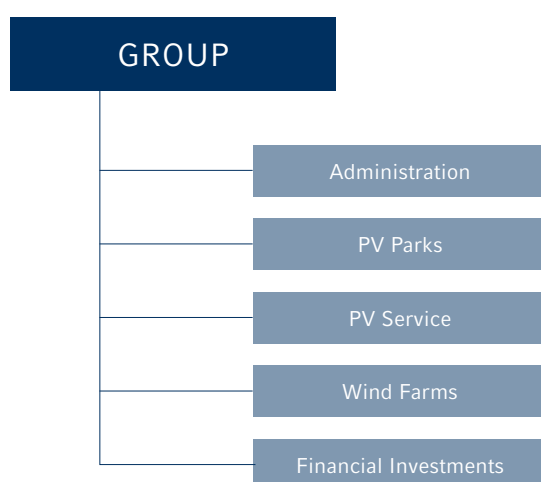 GROUP
Administration
PV Parks
PV Service
Wind Farms
Financial Investments